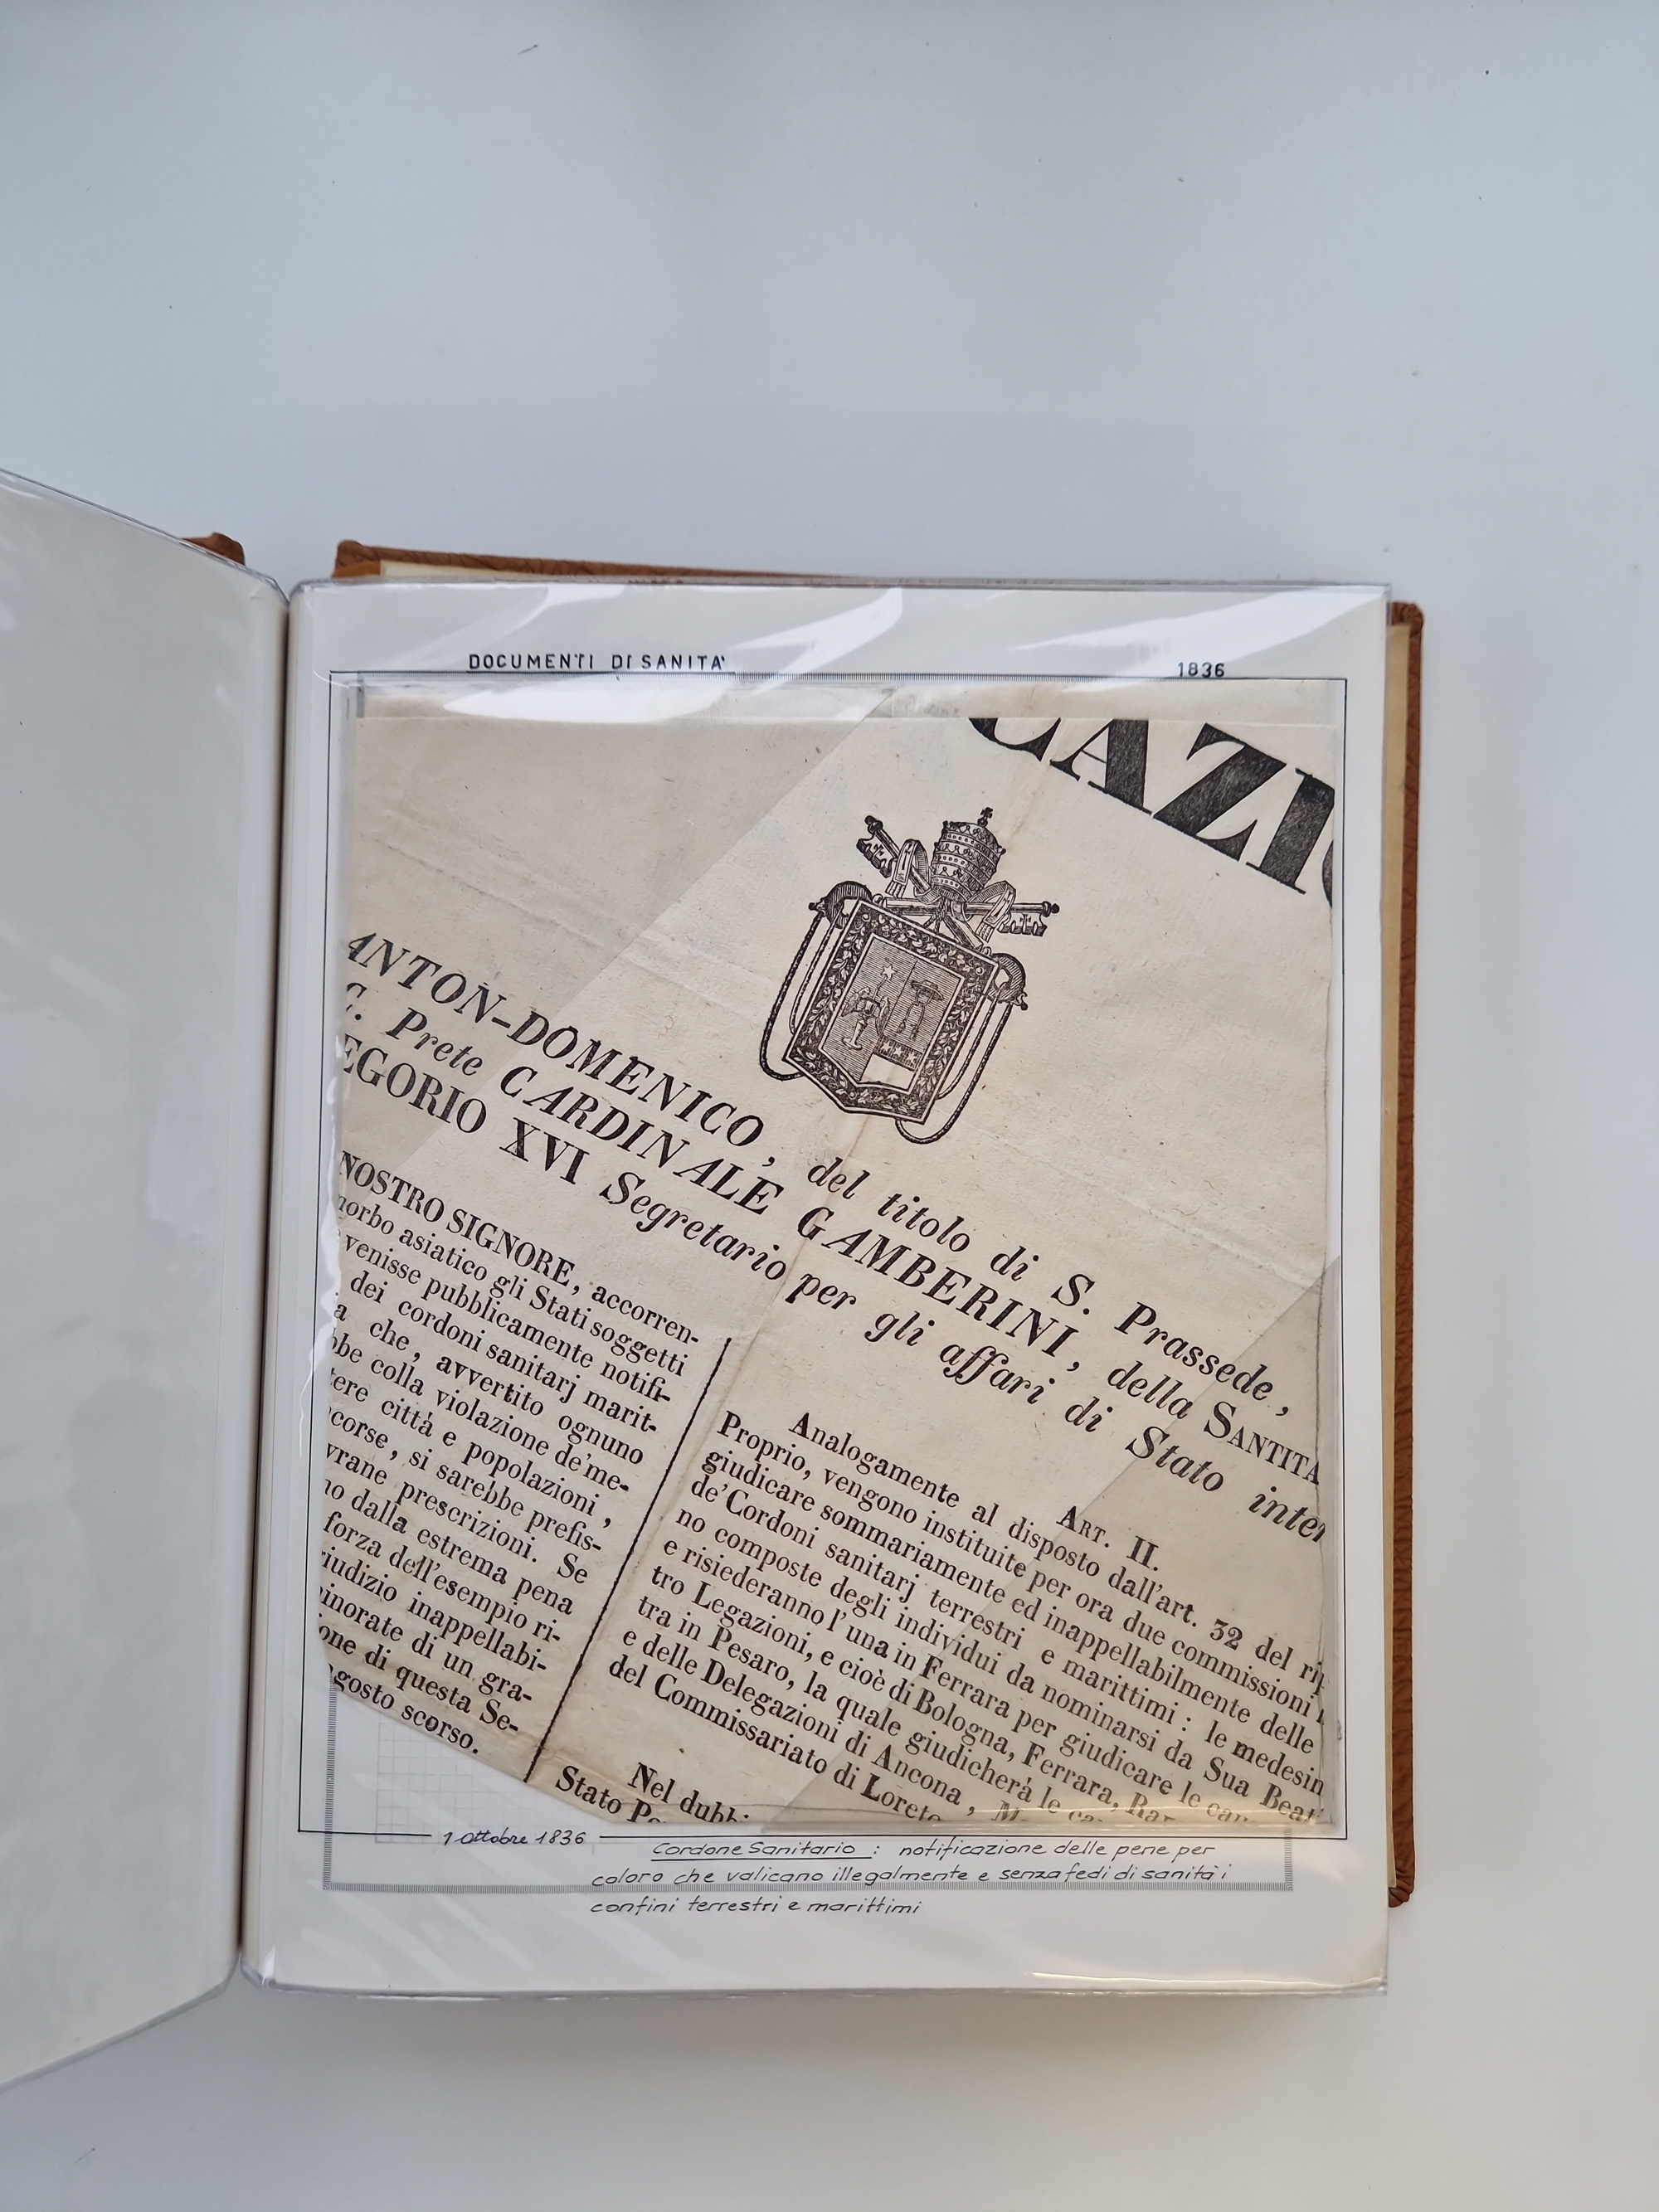 DOCUMENTI DI SANITA'
1836
CAZI
ANTON-DOMENICO, del titolo di S. Prassede,
C. Prete CARDINALE GAMBERINI, della SANTITA
EGORIO XVI Segretario per gli affari di Stato inter
NOSTRO SIGNORE, accorren-
morbo asiatico gli Stati soggetti
venisse pubblicamente notifi-
dei cordoni sanitarj marit-
a che, avvertito ognuno
bbe colla violazione de'me-
tere città e popolazioni,
corse, si sarebbe prefis-
vrane prescrizioni. Se
no dalla estrema pena
forza dell'esempio ri-
iudizio inappellabi-
inorate di un gra-
one di questa Se-
gosto scorso.
ART. II.
Analogamente al disposto dall'art. 32 del rip
Proprio, vengono instituite per ora due commissioni
giudicare sommariamente ed inappellabilmente delle
de'Cordoni sanitarj terrestri e marittimi: le medesin
no composte degli individui da nominarsi da Sua Beat
e risiederanno l'una in Ferrara per giudicare le cau
tro Legazioni, e cioè di Bologna, Ferrara, Rav
tra in Pesaro, la quale giudicherà le ca
e delle Delegazioni di Ancona, M
del Commissariato di Loreto
Nel dubbi
Stato Po
1 Ottobre 1836
Cordone Sanitario: notificazione delle pene per
coloro che valicano illegalmente e senza fedi di sanità i
confini terrestri e marittimi